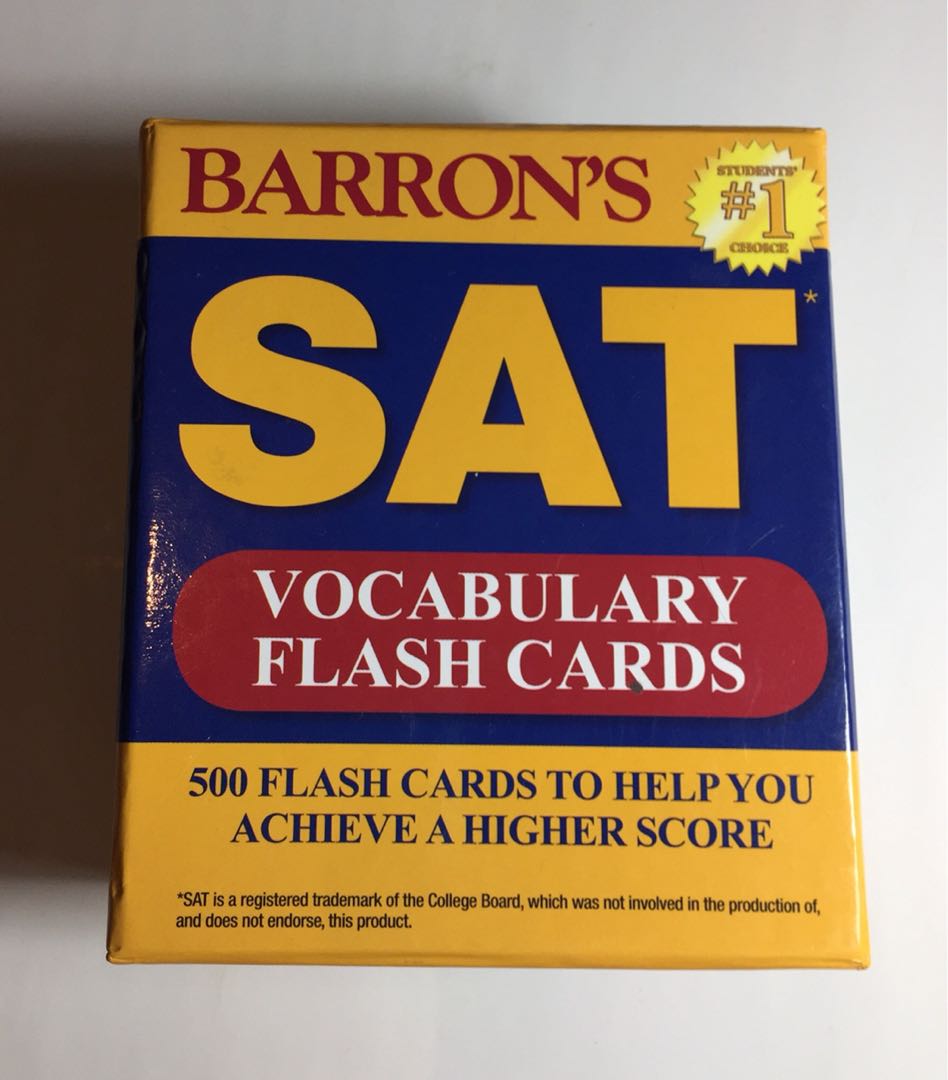 BARRON'S
STUDENTS'
#1
CHOICE
SAT*
VOCABULARY
FLASH CARDS
500 FLASH CARDS TO HELP YOU
ACHIEVE A HIGHER SCORE
*SAT is a registered trademark of the College Board, which was not involved in the production of,
and does not endorse, this product.